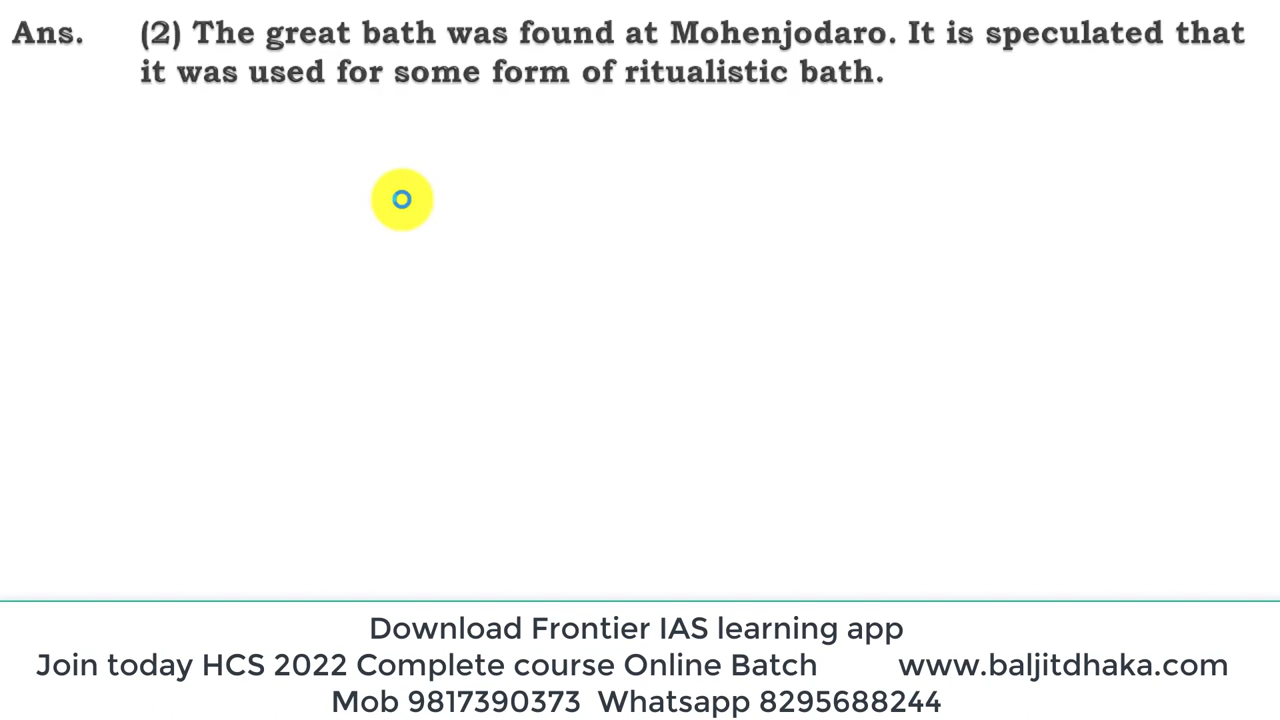 Ans. (2) The great bath was found at Mohenjodaro. It is speculated that
it was used for some form of ritualistic bath.
Download Frontier IAS learning app
Join today HCS 2022 Complete course Online Batch www.baljitdhaka.com
Mob 9817390373 Whatsapp 8295688244